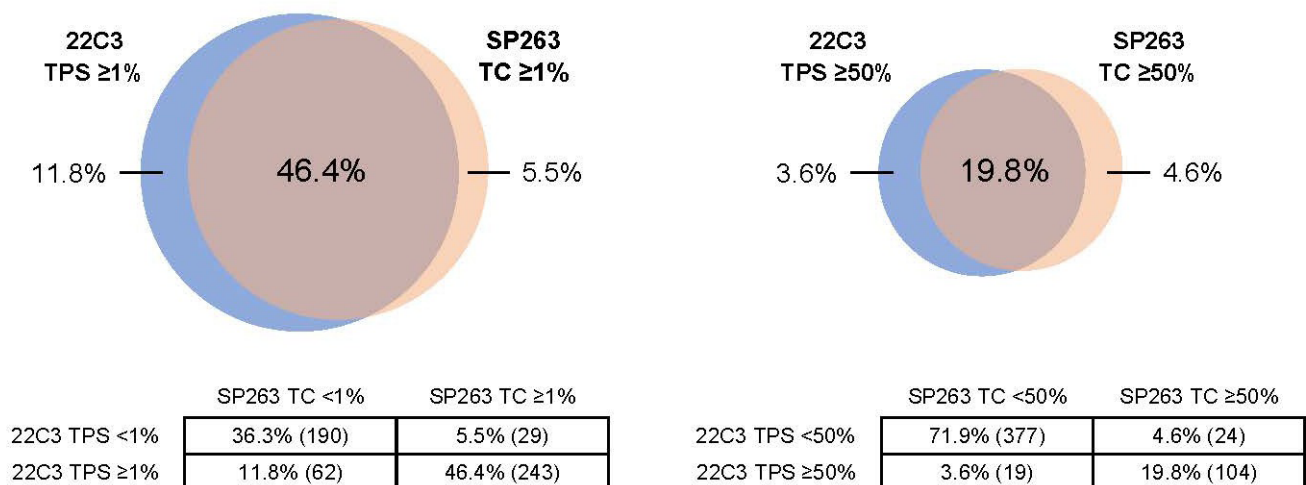 22C3
TPS ≥1%
SP263
TC ≥1%
11.8%
46.4%
5.5%
22C3
TPS ≥50%
SP263
TC ≥50%
3.6%
19.8%
4.6%
SP263 TC <1% SP263 TC ≥1%
22C3 TPS <1% 36.3% (190) 5.5% (29)
22C3 TPS ≥1% 11.8% (62) 46.4% (243)
SP263 TC <50% SP263 TC ≥50%
22C3 TPS <50% 71.9% (377) 4.6% (24)
22C3 TPS ≥50% 3.6% (19) 19.8% (104)